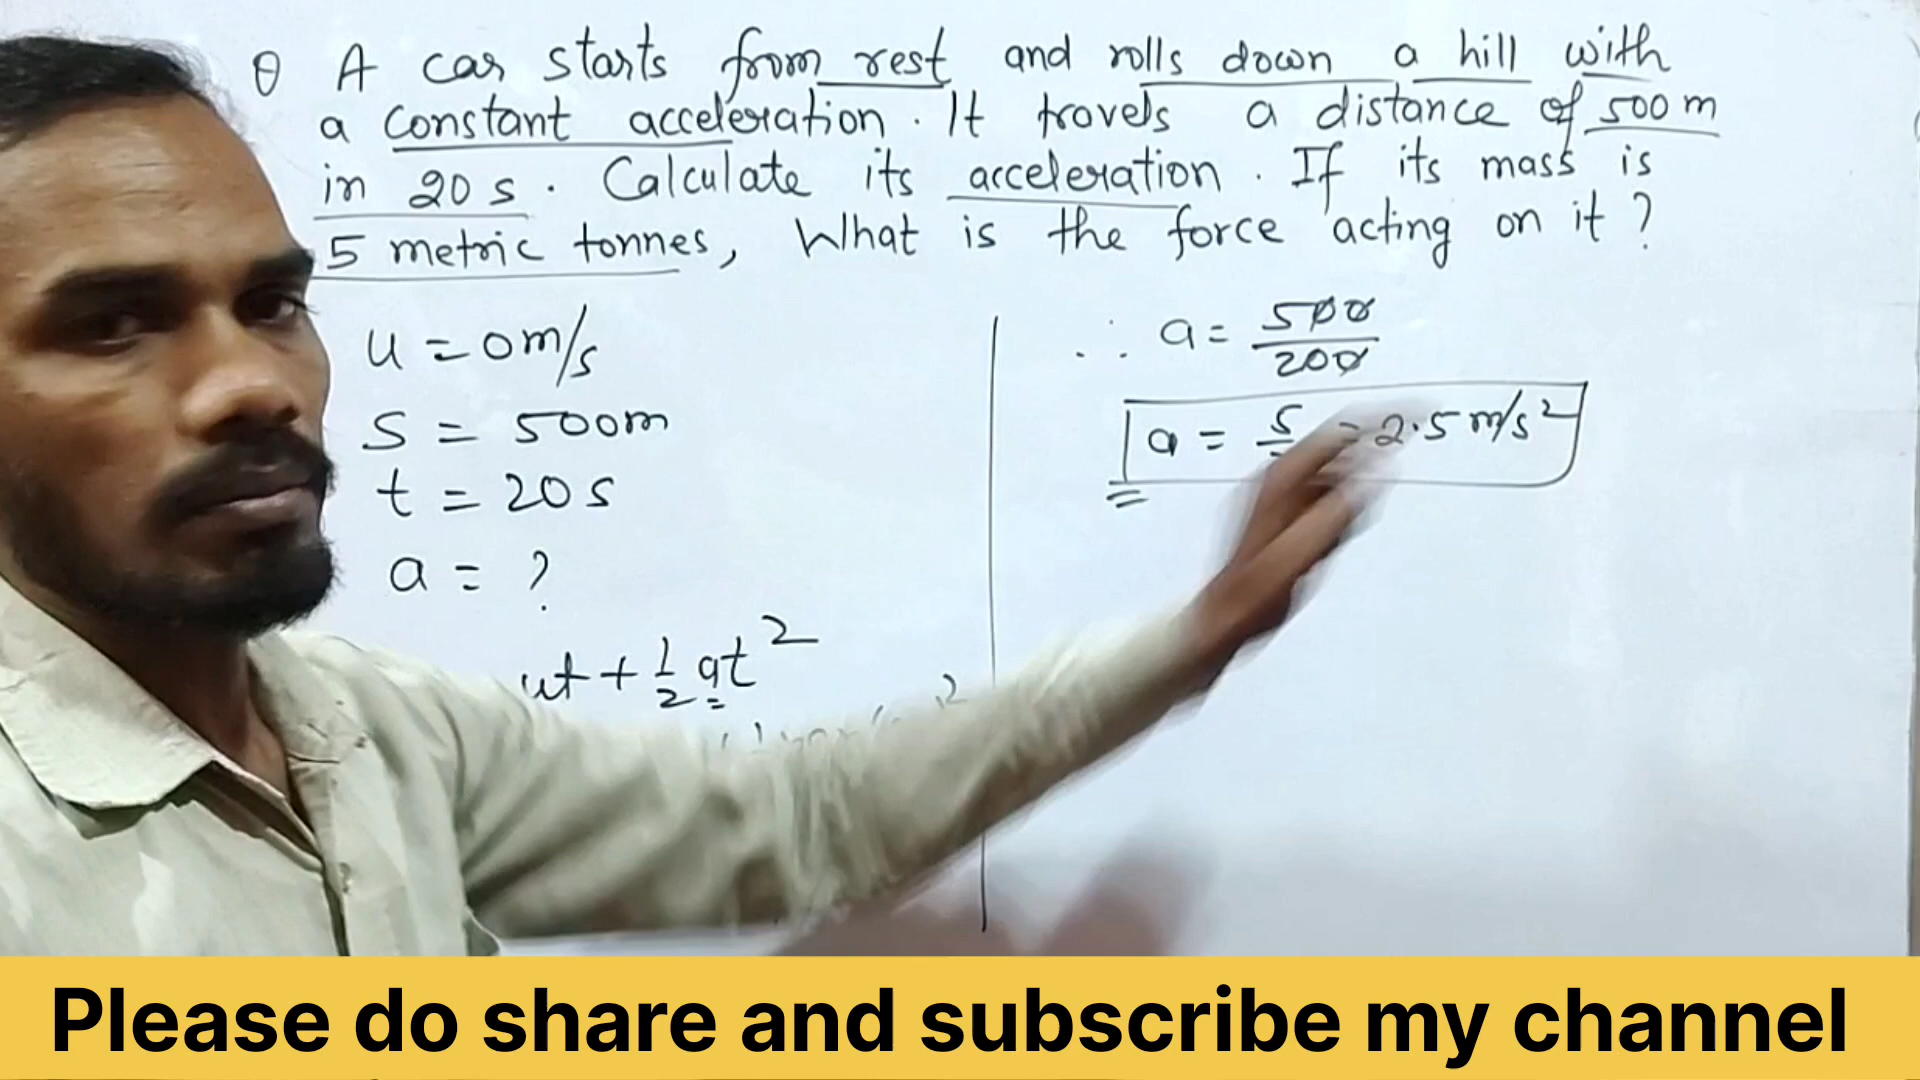 θ A car starts from rest and rolls down a hill with
a constant acceleration. It travels a distance of 500 m
in 20 s. Calculate its acceleration. If its mass is
5 metric tonnes, What is the force acting on it?
u = 0 m/s
s = 500m
t = 20 s
a = ?
ut + 1/2 at²
∴ a = 500/200
a = 5 = 2.5 m/s²
Please do share and subscribe my channel